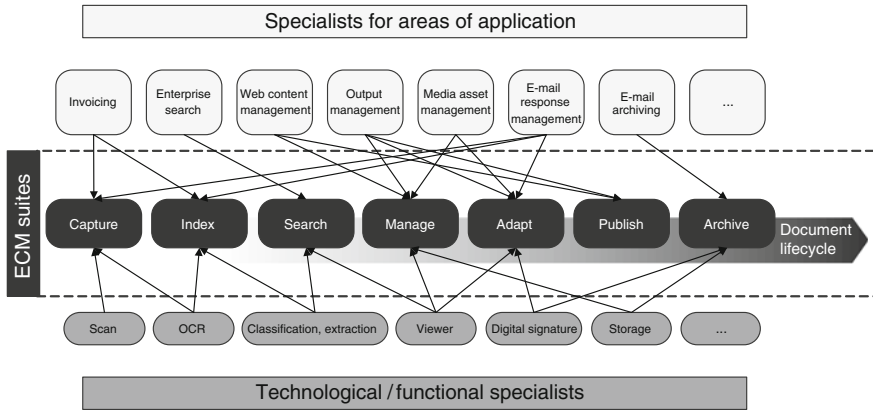 Specialists for areas of application
Invoicing
Enterprise
search
Web content
management
Output
management
Media asset
management
E-mail
response
management
E-mail
archiving
...
ECM suites
Capture
Index
Search
Manage
Adapt
Publish
Archive
Document
lifecycle
Scan
OCR
Classification, extraction
Viewer
Digital signature
Storage
...
Technological / functional specialists